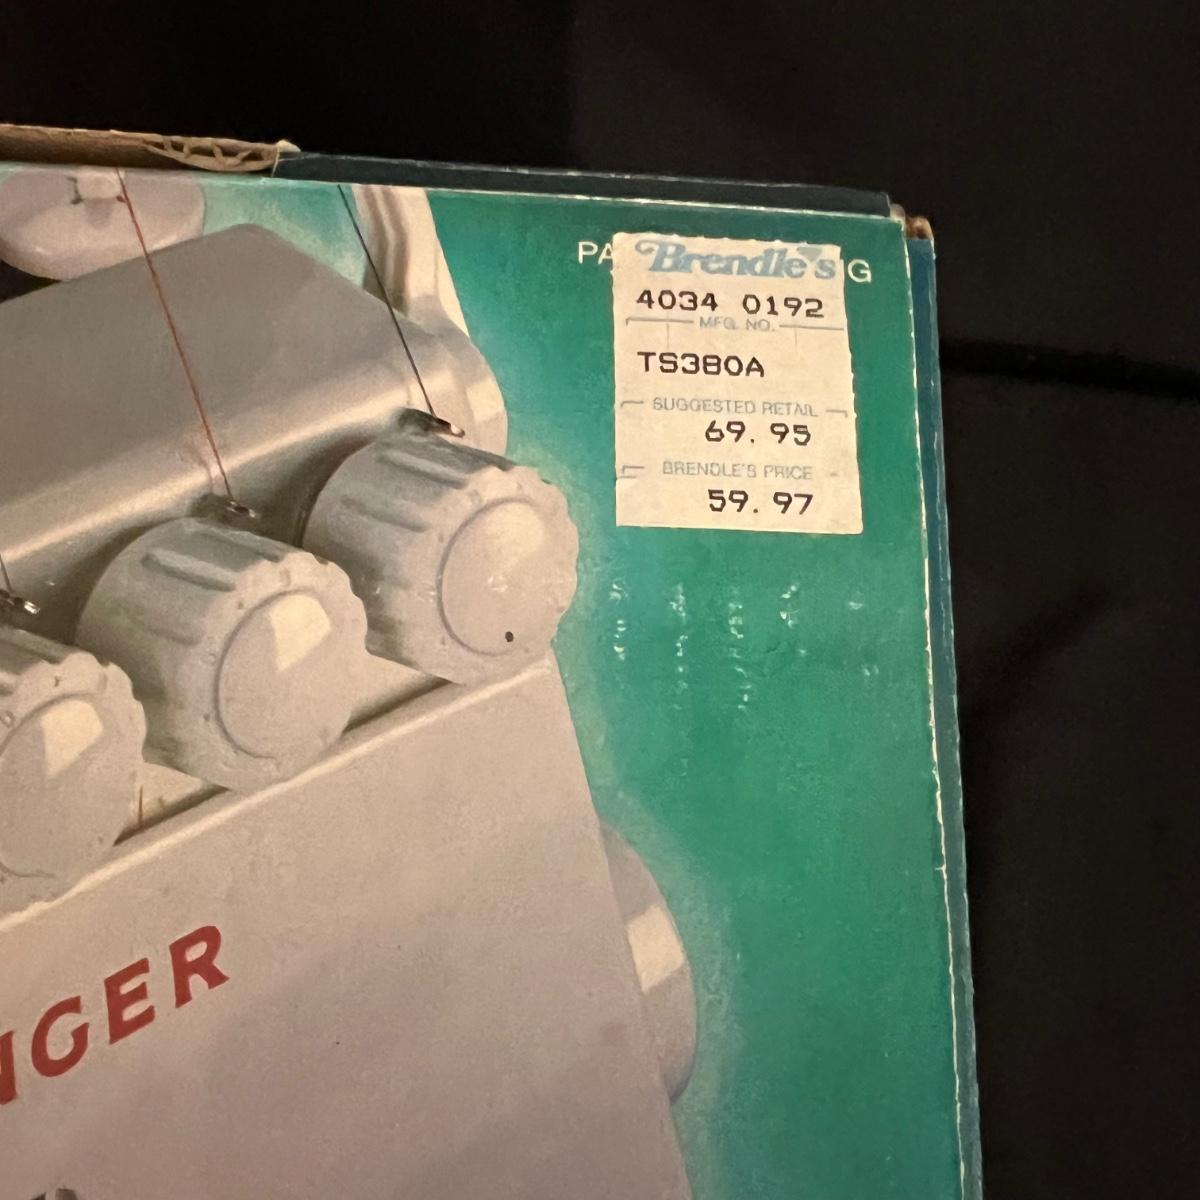 PA G
Brendle's
4034 0192
MFG. NO.
TS380A
SUGGESTED RETAIL
69.95
BRENDLE'S PRICE
59.97
NGER